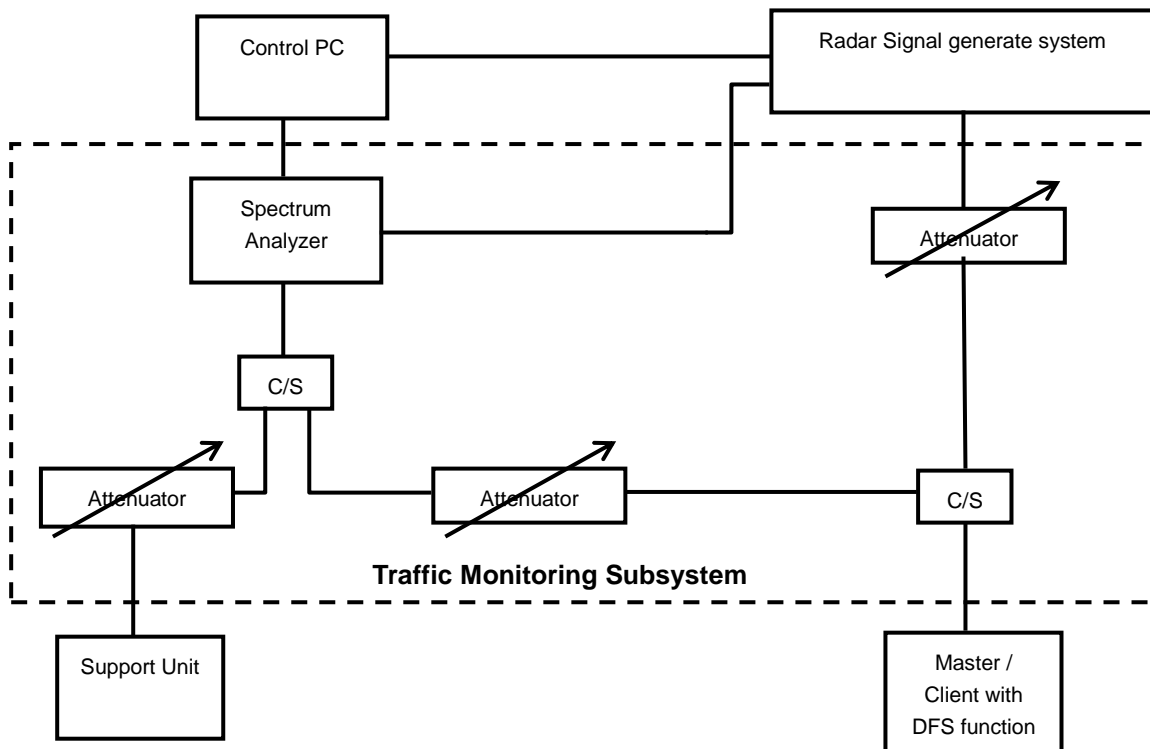 Control PC
Radar Signal generate system
Spectrum
Analyzer
Attenuator
C/S
Attenuator
Attenuator
C/S
Traffic Monitoring Subsystem
Support Unit
Master /
Client with
DFS function